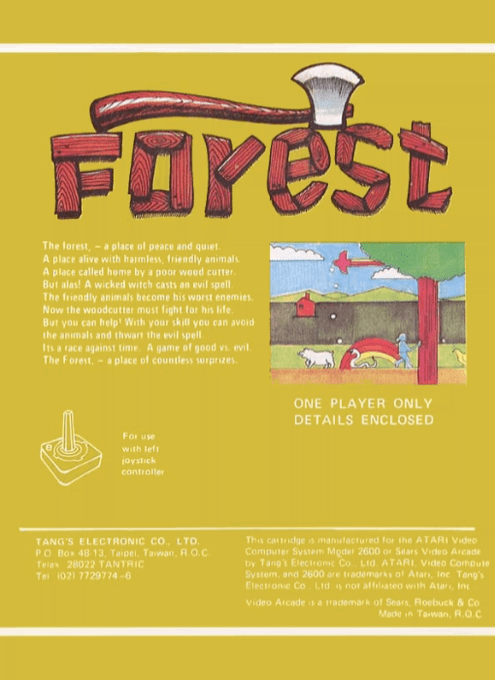 Forest
The forest, – a place of peace and quiet.
A place alive with harmless, friendly animals.
A place called home by a poor wood cutter.
But alas! A wicked witch casts an evil spell.
The friendly animals become his worst enemies.
Now the woodcutter must fight for his life.
But you can help! With your skill you can avoid
the animals and thwart the evil spell.
Its a race against time. A game of good vs. evil.
The Forest, – a place of countless surprizes.
ONE PLAYER ONLY
DETAILS ENCLOSED
For use
with left
joystick
controller
TANG'S ELECTRONIC CO., LTD.
P.O. Box 48-12, Taipei, Taiwan, R.O.C.
Telex 28022 TANTRIC
Tel (02) 7729774-6
This cartridge is manufactured for the ATARI Video
Computer System Model 2600 or Sears Video Arcade
by Tang's Electronic Co., Ltd. ATARI, Video Compute
System, and 2600 are trademarks of Atari, Inc. Tang's
Electronic Co., Ltd. is not affiliated with Atari, Inc.
Video Arcade is a trademark of Sears, Roebuck & Co.
Made in Taiwan, R.O.C